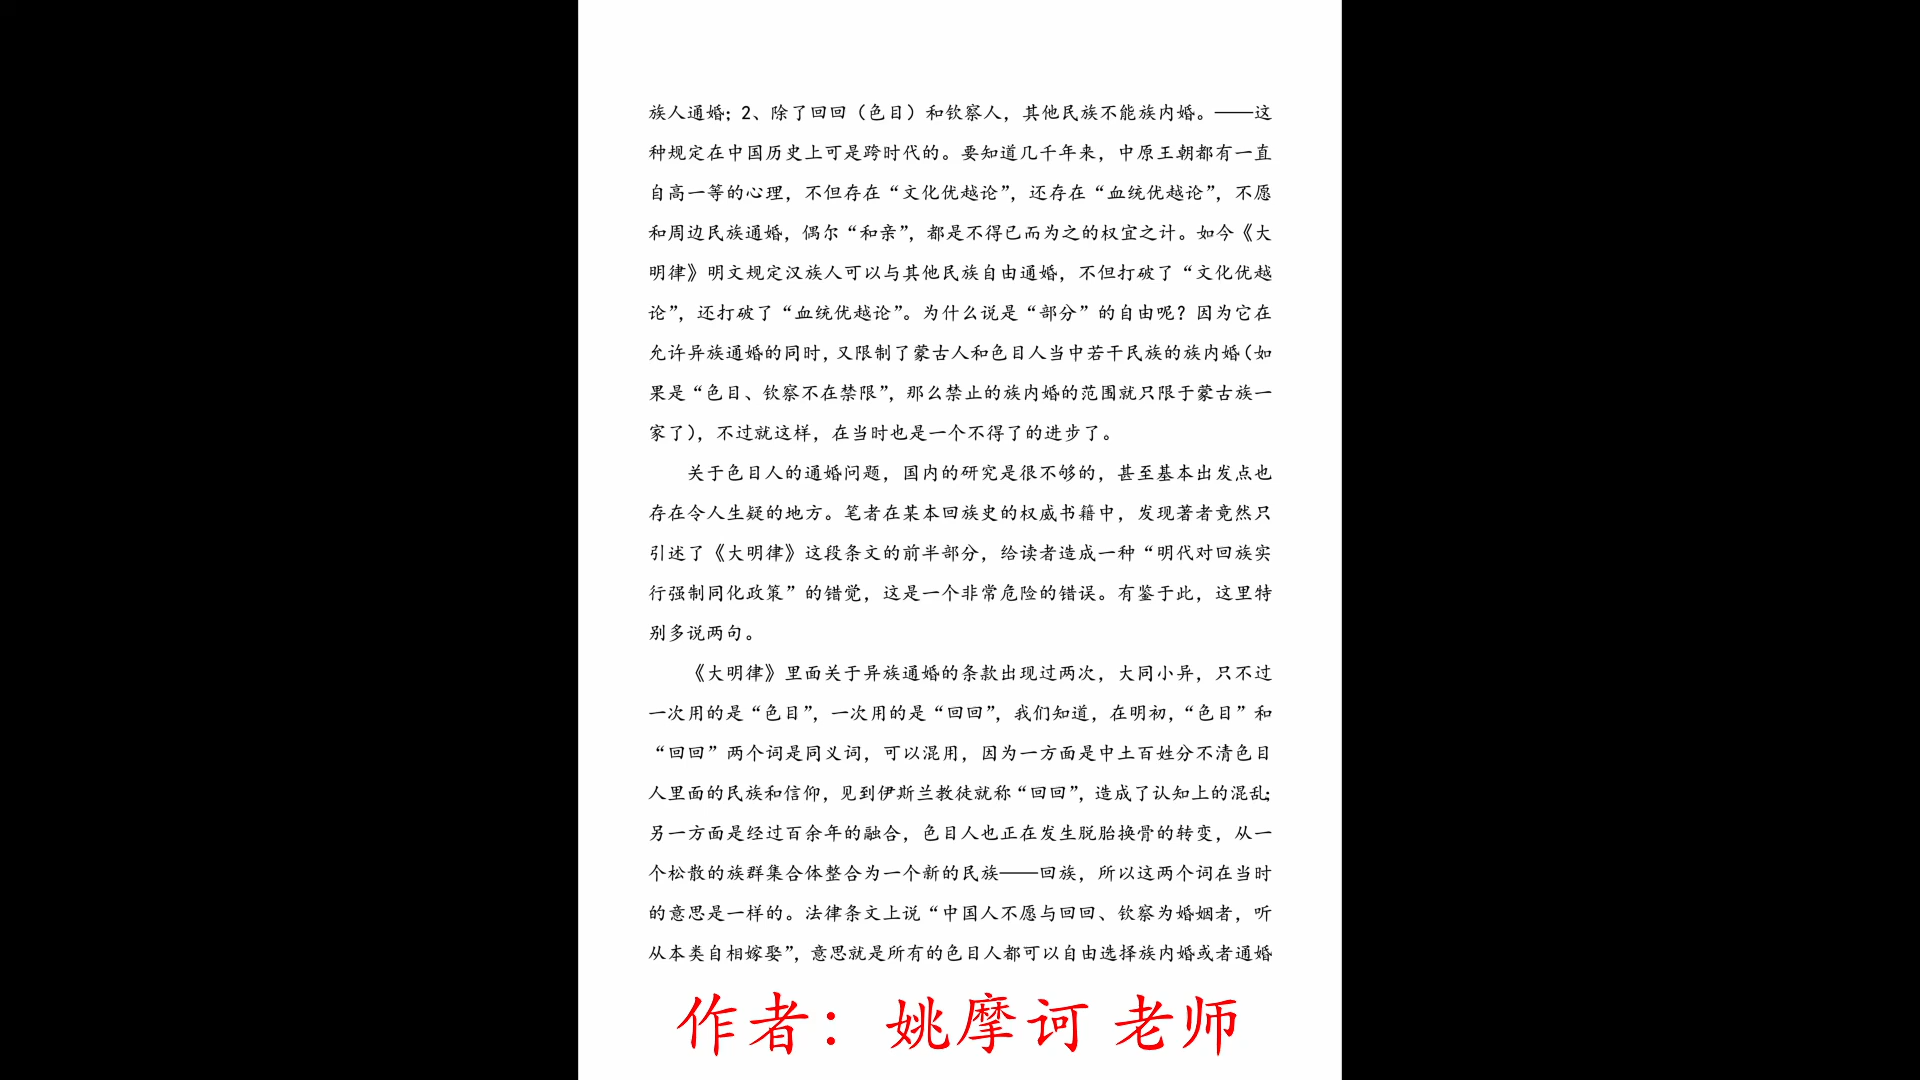 族人通婚；2、除了回回（色目）和钦察人，其他民族不能族内婚。——这
种规定在中国历史上可是跨时代的。要知道几千年来，中原王朝都有一直
自高一等的心理，不但存在“文化优越论”，还存在“血统优越论”，不愿
和周边民族通婚，偶尔“和亲”，都是不得已而为之的权宜之计。如今《大
明律》明文规定汉族人可以与其他民族自由通婚，不但打破了“文化优越
论”，还打破了“血统优越论”。为什么说是“部分”的自由呢？因为它在
允许异族通婚的同时，又限制了蒙古人和色目人当中若干民族的族内婚（如
果是“色目、钦察不在禁限”，那么禁止的族内婚的范围就只限于蒙古族一
家了），不过就这样，在当时也是一个不得了的进步了。
关于色目人的通婚问题，国内的研究是很不够的，甚至基本出发点也
存在令人生疑的地方。笔者在某本回族史的权威书籍中，发现著者竟然只
引述了《大明律》这段条文的前半部分，给读者造成一种“明代对回族实
行强制同化政策”的错觉，这是一个非常危险的错误。有鉴于此，这里特
别多说两句。
《大明律》里面关于异族通婚的条款出现过两次，大同小异，只不过
一次用的是“色目”，一次用的是“回回”，我们知道，在明初，“色目”和
“回回”两个词是同义词，可以混用，因为一方面是中土百姓分不清色目
人里面的民族和信仰，见到伊斯兰教徒就称“回回”，造成了认知上的混乱；
另一方面是经过百余年的融合，色目人也正在发生脱胎换骨的转变，从一
个松散的族群集合体整合为一个新的民族——回族，所以这两个词在当时
的意思是一样的。法律条文上说“中国人不愿与回回、钦察为婚姻者，听
从本类自相嫁娶”，意思就是所有的色目人都可以自由选择族内婚或者通婚
作者：姚摩诃 老师